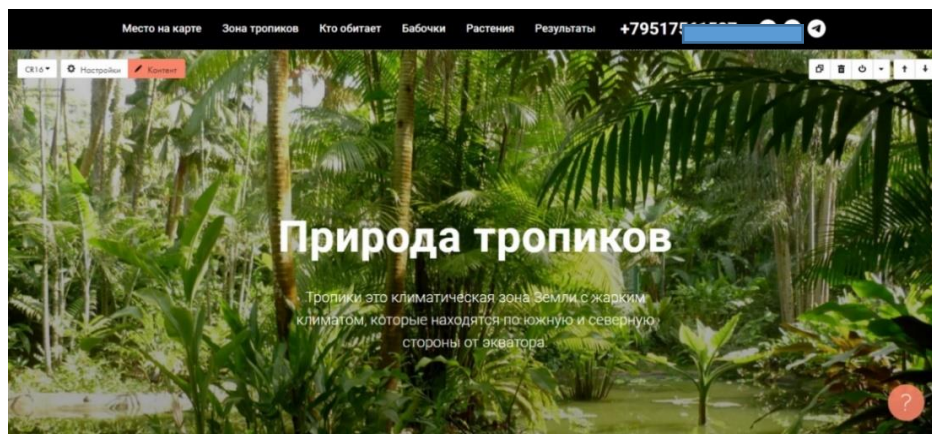 Место на карте Зона тропиков Кто обитает Бабочки Растения Результаты
CR16 Настройки Контент
Природа тропиков
Тропики это климатическая зона Земли с жарким
климатом, которые находятся по южную и северную
стороны от экватора.
?